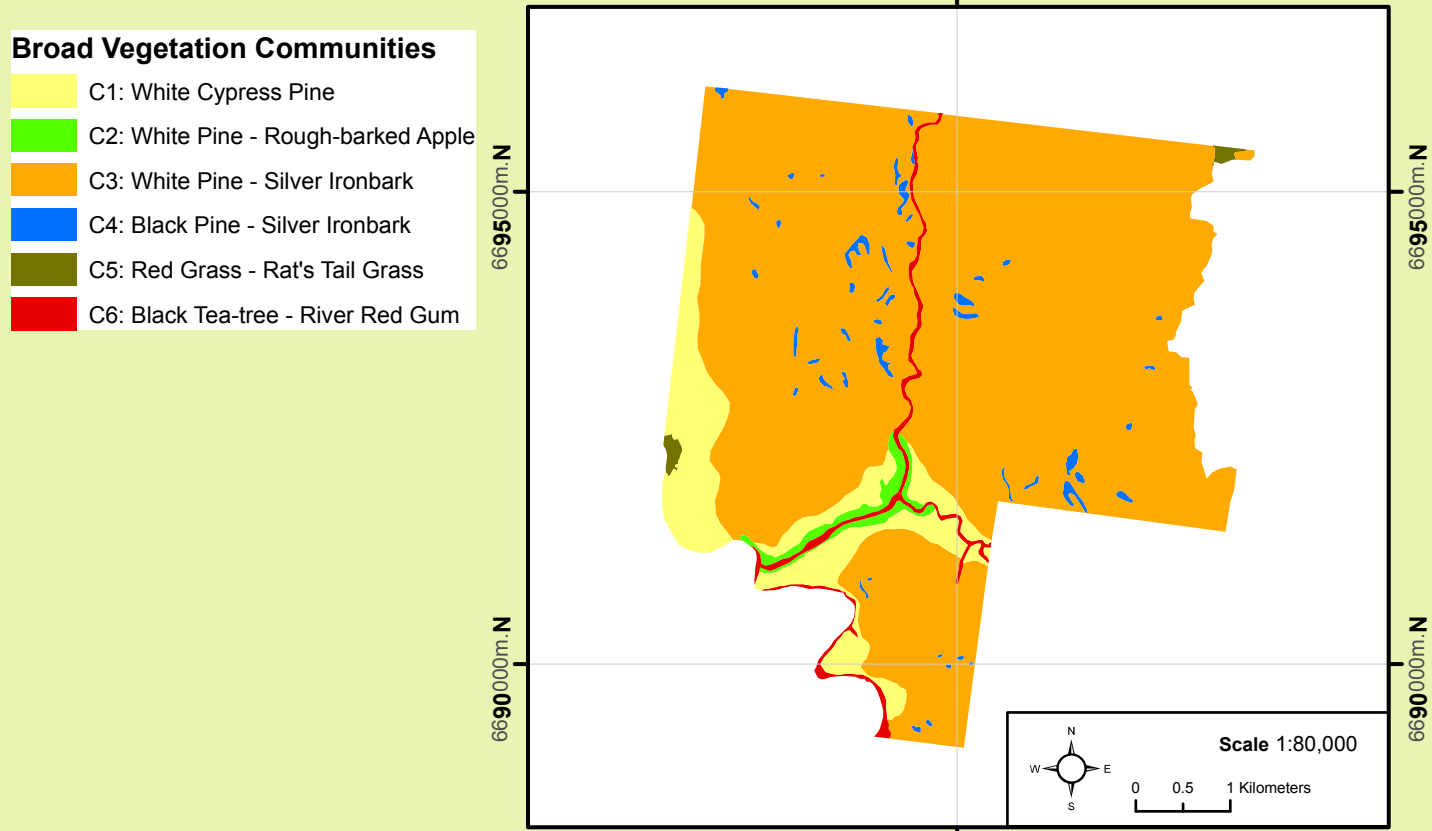 Broad Vegetation Communities
C1: White Cypress Pine
C2: White Pine - Rough-barked Apple
C3: White Pine - Silver Ironbark
C4: Black Pine - Silver Ironbark
C5: Red Grass - Rat's Tail Grass
C6: Black Tea-tree - River Red Gum
6695000m.N
6695000m.N
6690000m.N
6690000m.N
N
W E
S
Scale 1:80,000
0 0.5 1 Kilometers